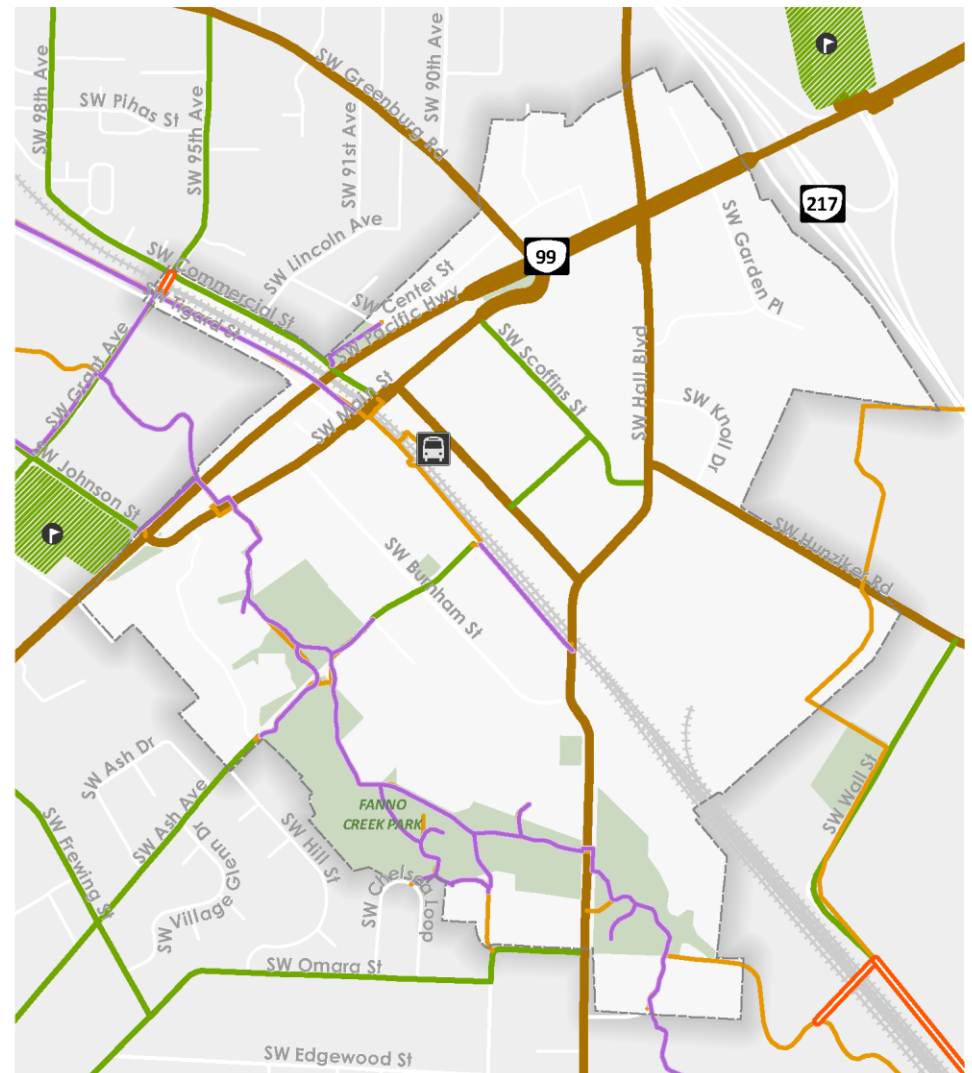 SW 98th Ave
SW Pihas St
SW 95th Ave
SW Greenburg Rd
SW 91st Ave
SW 90th Ave
217
SW Lincoln Ave
99
SW Garden Pl
SW Commercial St
SW Center St
SW Pacific Hwy
SW Tigard St
SW Grant Ave
SW Main St
SW Scoffins St
SW Hall Blvd
SW Knoll Dr
SW Johnson St
SW Hunziker Rd
SW Burnham St
SW Ash Dr
SW Ash Ave
SW Wall St
FANNO
CREEK PARK
SW Frewing St
SW Village Glenn Dr
SW Hill St
SW Chelsea
Loop
SW Omara St
SW Edgewood St